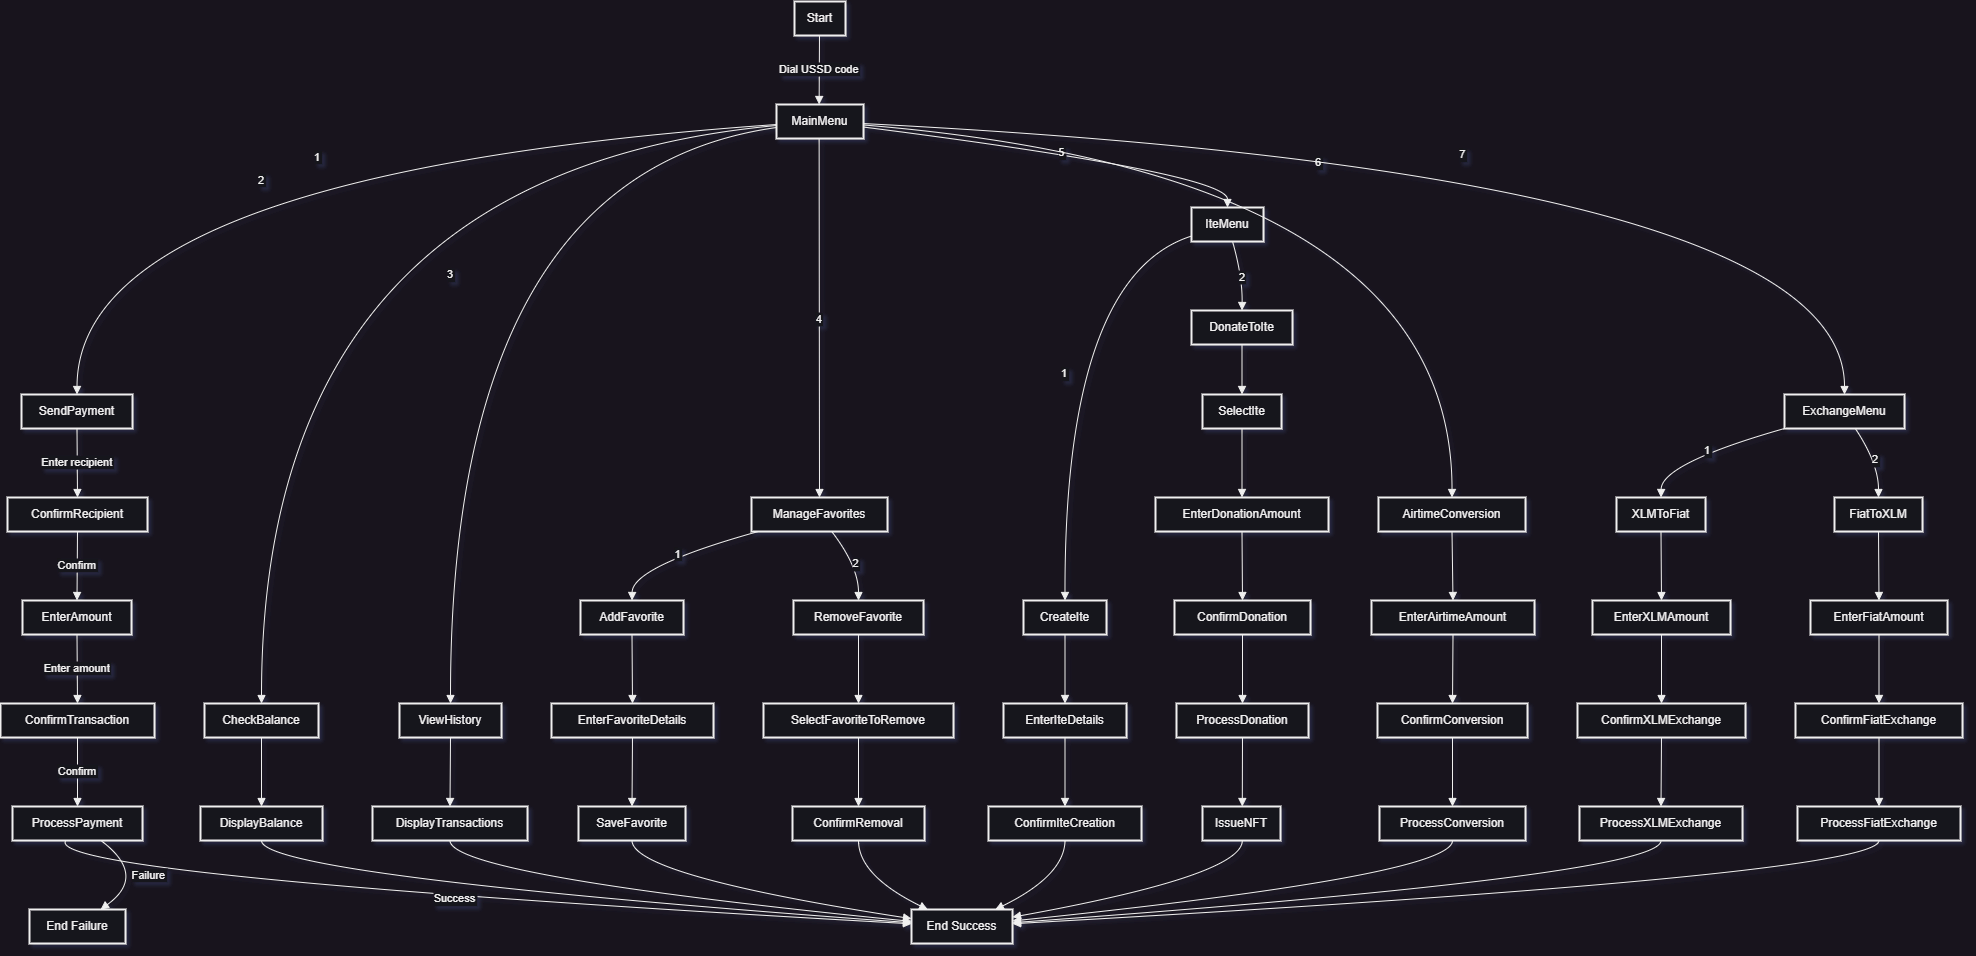 Start
Dial USSD code
MainMenu
1
2
3
4
5
6
7
IteMenu
2
DonateToIte
1
SendPayment
SelectIte
ExchangeMenu
Enter recipient
1
2
ConfirmRecipient
ManageFavorites
EnterDonationAmount
AirtimeConversion
XLMToFiat
FiatToXLM
Confirm
1
2
EnterAmount
AddFavorite
RemoveFavorite
CreateIte
ConfirmDonation
EnterAirtimeAmount
EnterXLMAmount
EnterFiatAmount
Enter amount
ConfirmTransaction
CheckBalance
ViewHistory
EnterFavoriteDetails
SelectFavoriteToRemove
EnterIteDetails
ProcessDonation
ConfirmConversion
ConfirmXLMExchange
ConfirmFiatExchange
Confirm
ProcessPayment
DisplayBalance
DisplayTransactions
SaveFavorite
ConfirmRemoval
ConfirmIteCreation
IssueNFT
ProcessConversion
ProcessXLMExchange
ProcessFiatExchange
Failure
Success
End Failure
End Success